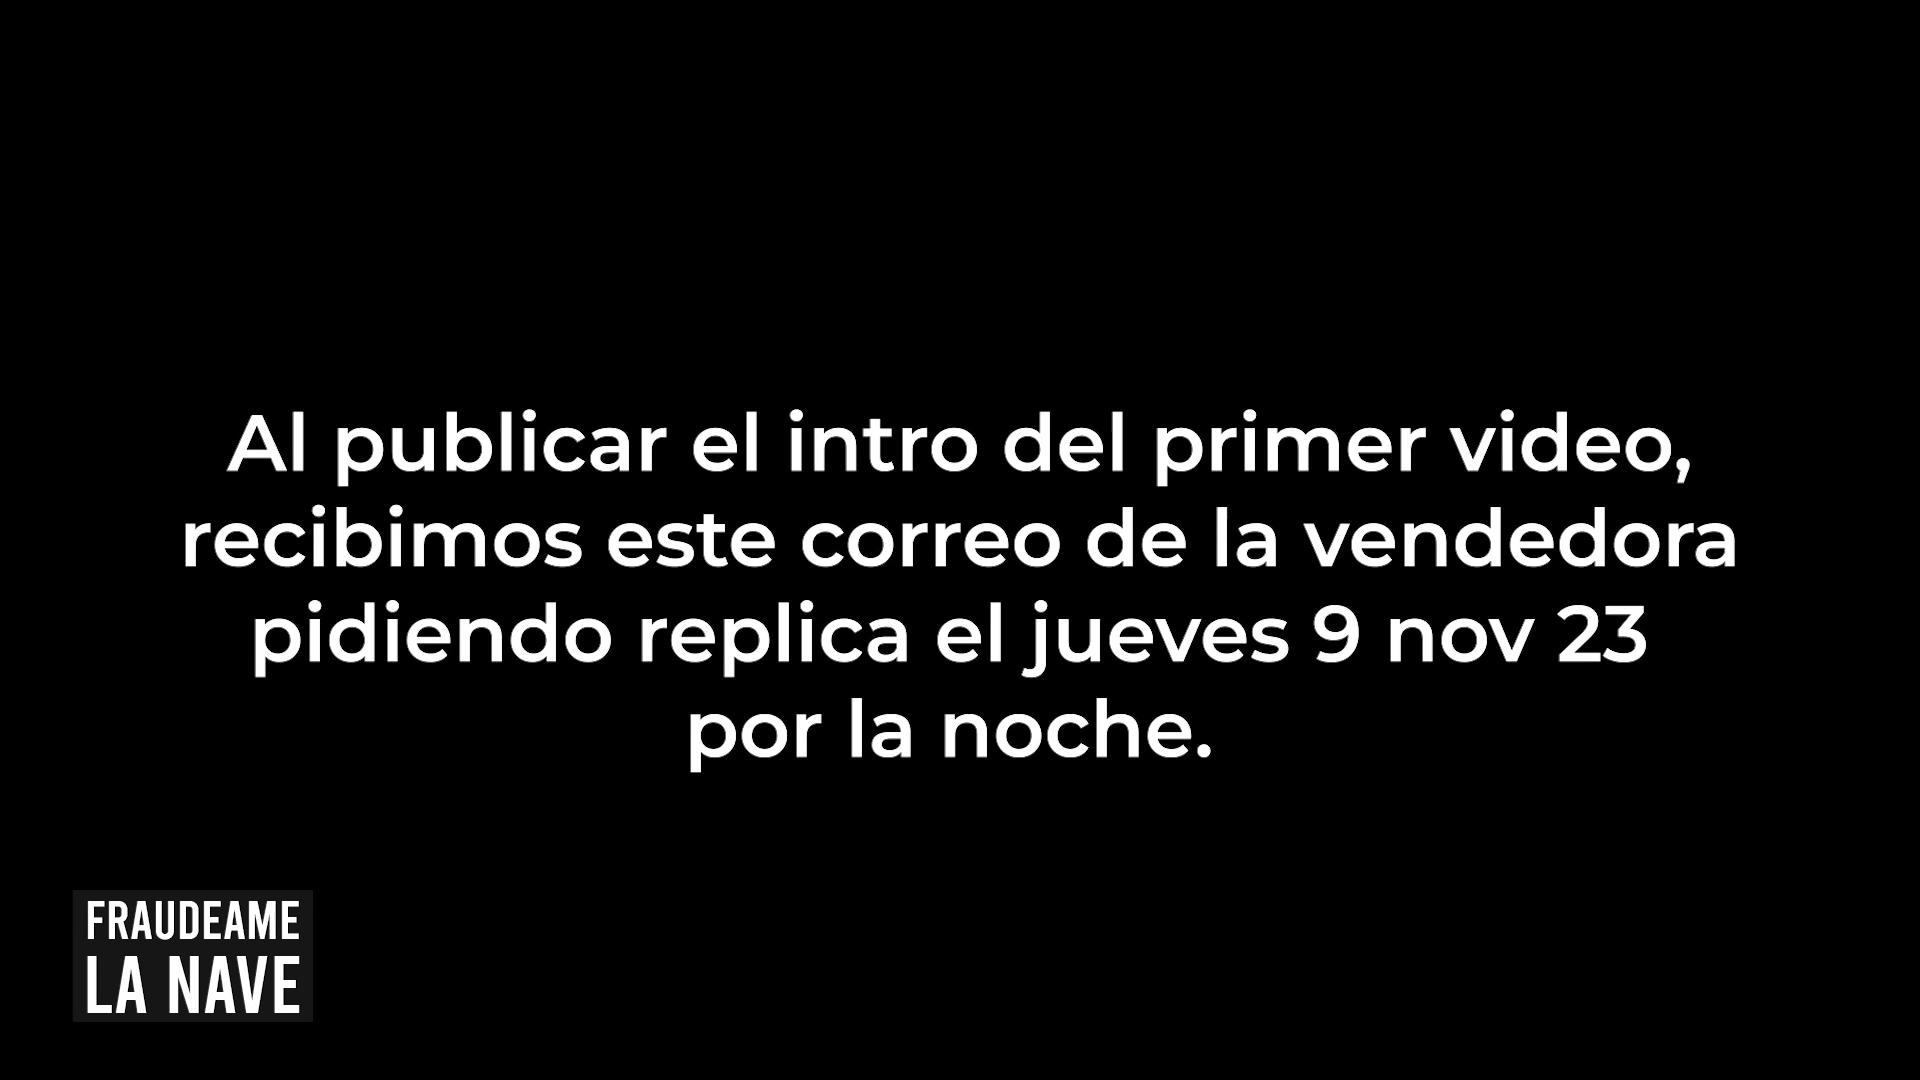 Al publicar el intro del primer video,
recibimos este correo de la vendedora
pidiendo replica el jueves 9 nov 23
por la noche.
FRAUDEAME
LA NAVE